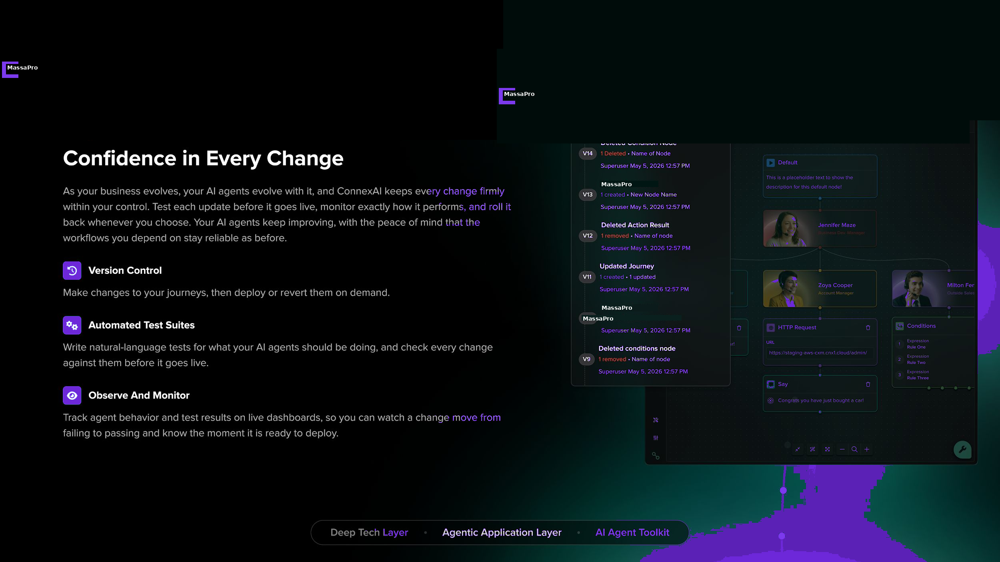 MassaPro
MassaPro
Confidence in Every Change
As your business evolves, your AI agents evolve with it, and ConnexAI keeps every change firmly
within your control. Test each update before it goes live, monitor exactly how it performs, and roll it
back whenever you choose. Your AI agents keep improving, with the peace of mind that the
workflows you depend on stay reliable as before.
Version Control
Make changes to your journeys, then deploy or revert them on demand.
Automated Test Suites
Write natural-language tests for what your AI agents should be doing, and check every change
against them before it goes live.
Observe And Monitor
Track agent behavior and test results on live dashboards, so you can watch a change move from
failing to passing and know the moment it is ready to deploy.
Deleted Condition Node
V14
1 Deleted • Name of Node
Superuser May 5, 2026 12:57 PM
MassaPro
V13
1 created • New Node Name
Superuser May 5, 2026 12:57 PM
Deleted Action Result
V12
1 removed • Name of node
Superuser May 5, 2026 12:57 PM
Updated Journey
V11
1 created • 1 updated
Superuser May 5, 2026 12:57 PM
MassaPro
MassaPro
Superuser May 5, 2026 12:57 PM
Deleted conditions node
V9
1 removed • Name of node
Superuser May 5, 2026 12:57 PM
Default
This is a placeholder text to show the
description for this default node!
Jennifer Maze
Business Dev. Manager
Zoya Cooper
Account Manager
Milton Fer
Outside Sales
HTTP Request
URL
https://staging-aws-cxm.cnx1.cloud/admin/
Say
Congrats you have just bought a car!
Conditions
1
Expression
Rule One
2
Expression
Rule Two
3
Expression
Rule Three
Deep Tech Layer • Agentic Application Layer • AI Agent Toolkit